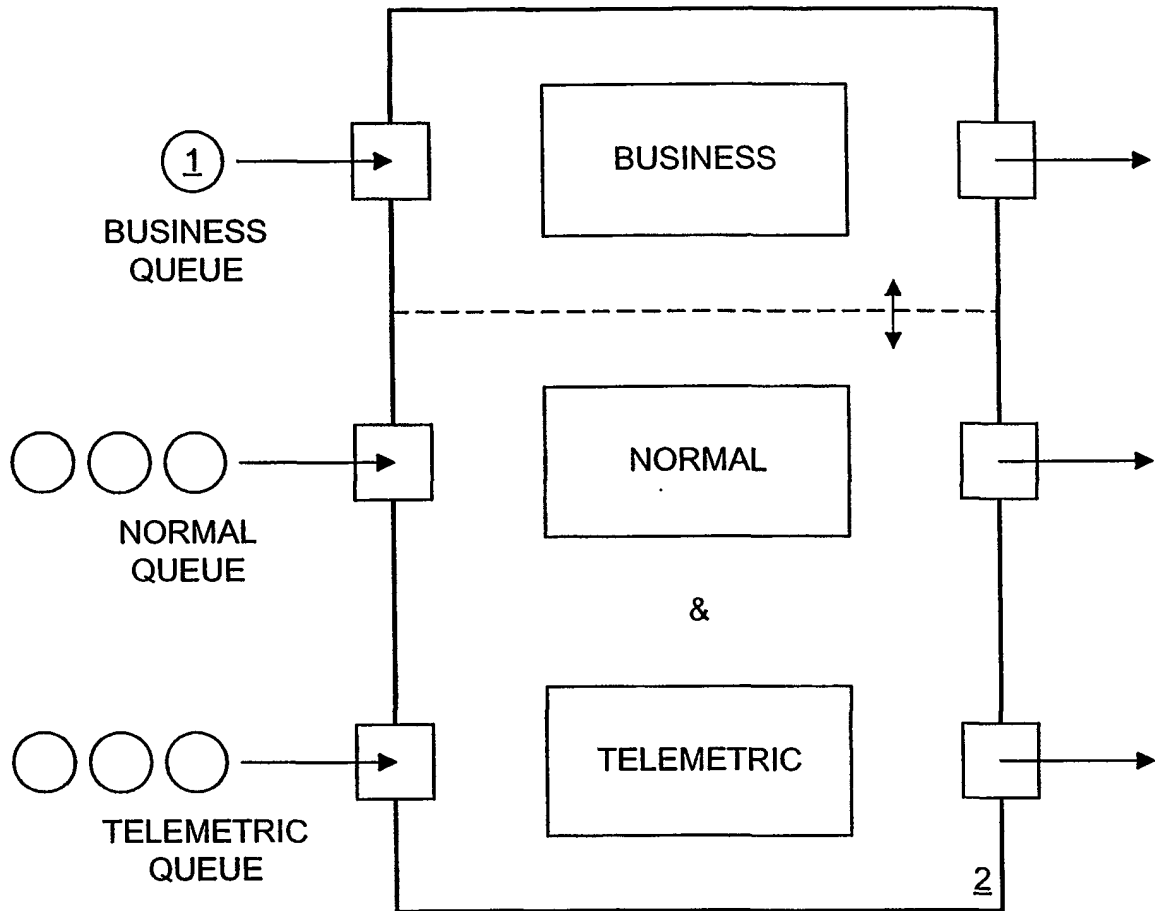 1
BUSINESS
BUSINESS
QUEUE
NORMAL
NORMAL
QUEUE
&
TELEMETRIC
TELEMETRIC
QUEUE
2